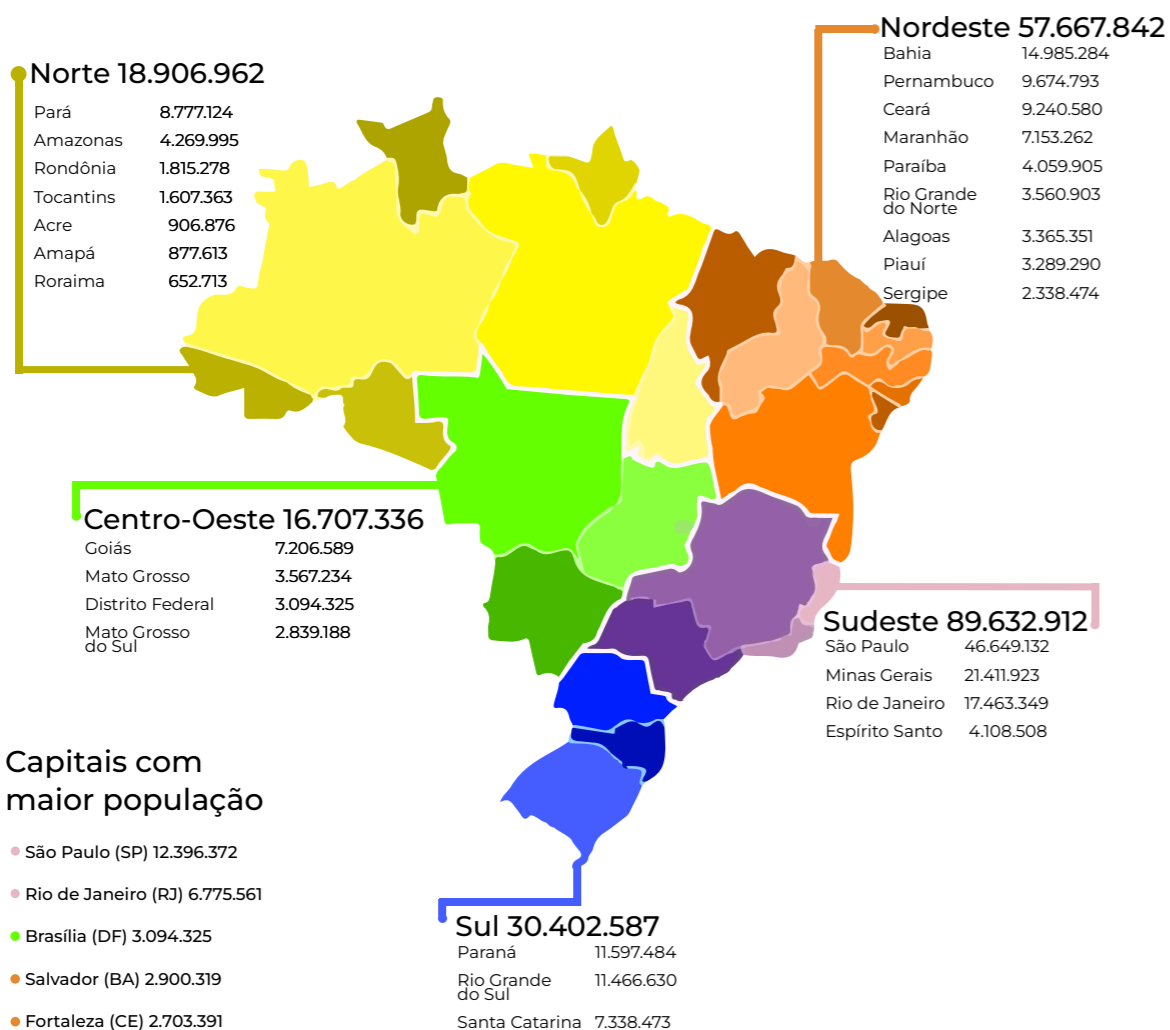 Norte 18.906.962
Pará 8.777.124
Amazonas 4.269.995
Rondônia 1.815.278
Tocantins 1.607.363
Acre 906.876
Amapá 877.613
Roraima 652.713
Nordeste 57.667.842
Bahia 14.985.284
Pernambuco 9.674.793
Ceará 9.240.580
Maranhão 7.153.262
Paraíba 4.059.905
Rio Grande 3.560.903
do Norte
Alagoas 3.365.351
Piauí 3.289.290
Sergipe 2.338.474
Centro-Oeste 16.707.336
Goiás 7.206.589
Mato Grosso 3.567.234
Distrito Federal 3.094.325
Mato Grosso 2.839.188
do Sul
Sudeste 89.632.912
São Paulo 46.649.132
Minas Gerais 21.411.923
Rio de Janeiro 17.463.349
Espírito Santo 4.108.508
Capitais com
maior população
São Paulo (SP) 12.396.372
Rio de Janeiro (RJ) 6.775.561
Brasília (DF) 3.094.325
Salvador (BA) 2.900.319
Fortaleza (CE) 2.703.391
Sul 30.402.587
Paraná 11.597.484
Rio Grande 11.466.630
do Sul
Santa Catarina 7.338.473